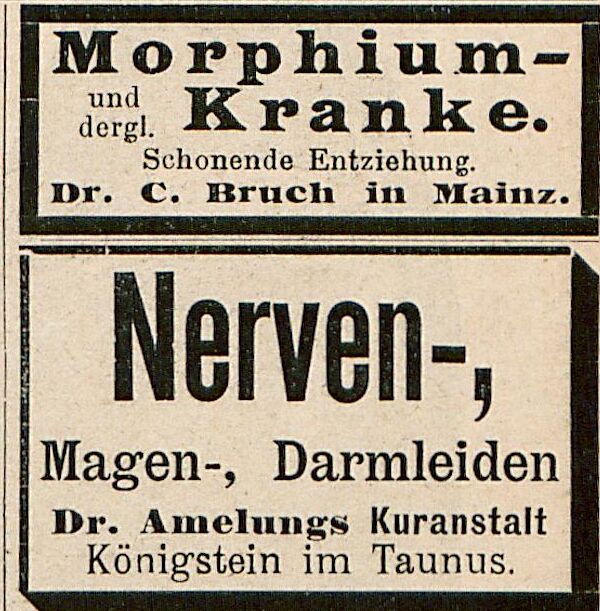 Morphium-
und
dergl. Kranke.
Schonende Entziehung.
Dr. C. Bruch in Mainz.
Nerven-,
Magen-, Darmleiden
Dr. Amelungs Kuranstalt
Königstein im Taunus.